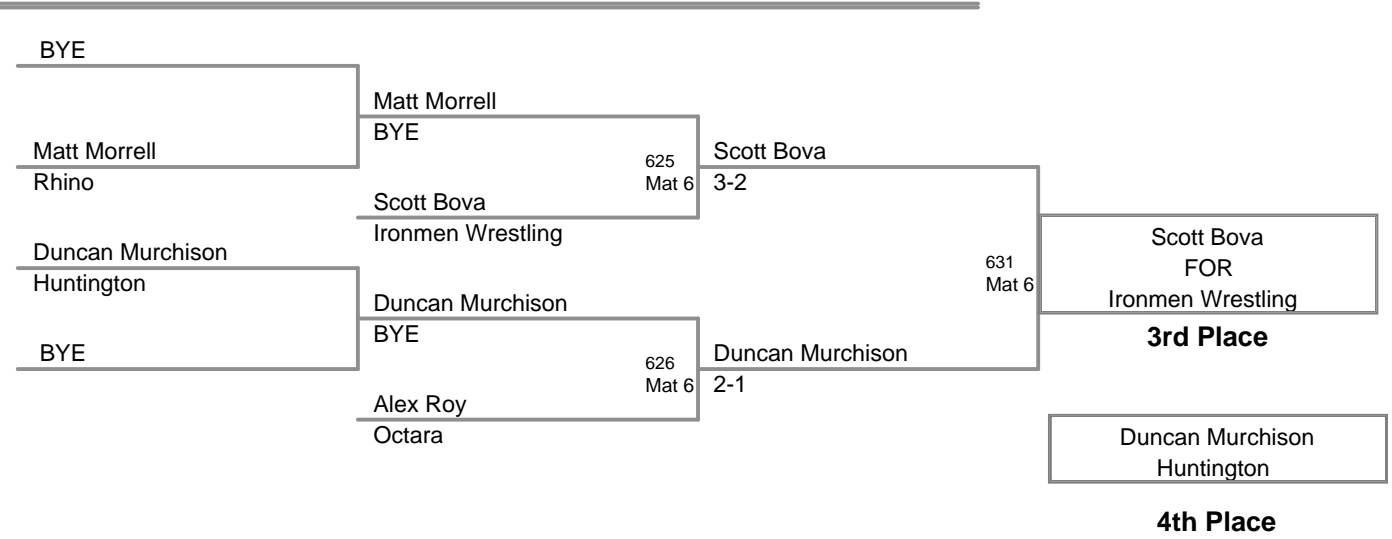 BYE
Matt Morrell
Rhino
Duncan Murchison
Huntington
BYE
Matt Morrell
BYE
Scott Bova
Ironmen Wrestling
Duncan Murchison
BYE
Alex Roy
Octara
625
Mat 6
626
Mat 6
Scott Bova
3-2
Duncan Murchison
2-1
631
Mat 6
Scott Bova
FOR
Ironmen Wrestling
3rd Place
Duncan Murchison
Huntington
4th Place